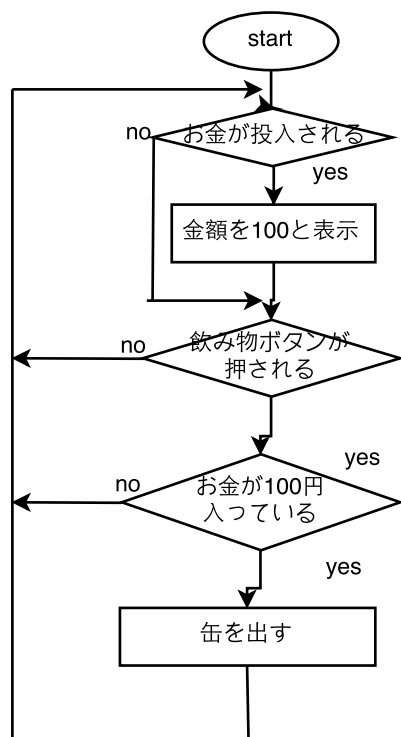 start
no
お金が投入される
yes
金額を100と表示
no
飲み物ボタンが
押される
yes
no
お金が100円
入っている
yes
缶を出す